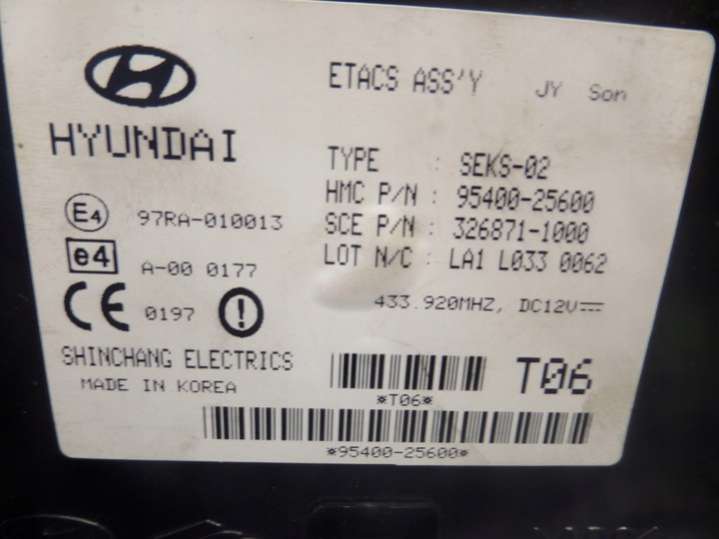 ETACS ASS'Y JY Son
HYUNDAI
TYPE : SEKS-02
HMC P/N : 95400-25600
SCE P/N : 326871-1000
LOT N/C : LA1 L033 0062
E4 97RA-010013
e4 A-00 0177
CE 0197
433.920MHZ, DC12V
SHINCHANG ELECTRICS
MADE IN KOREA
T06
*T06*
*95400-25600*